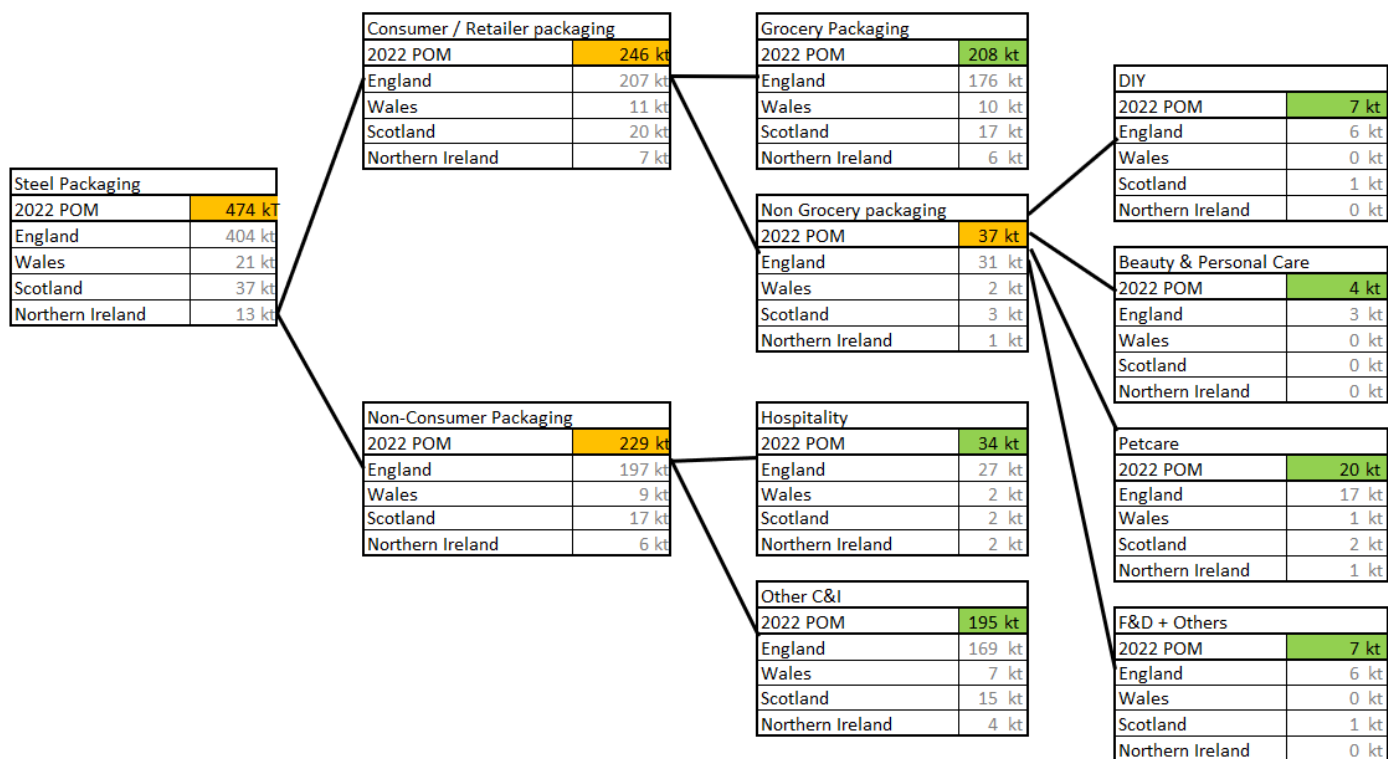 Steel Packaging
2022 POM 474 kT
England 404 kt
Wales 21 kt
Scotland 37 kt
Northern Ireland 13 kt
Consumer / Retailer packaging
2022 POM 246 kt
England 207 kt
Wales 11 kt
Scotland 20 kt
Northern Ireland 7 kt
Non-Consumer Packaging
2022 POM 229 kt
England 197 kt
Wales 9 kt
Scotland 17 kt
Northern Ireland 6 kt
Grocery Packaging
2022 POM 208 kt
England 176 kt
Wales 10 kt
Scotland 17 kt
Northern Ireland 6 kt
Non Grocery packaging
2022 POM 37 kt
England 31 kt
Wales 2 kt
Scotland 3 kt
Northern Ireland 1 kt
Hospitality
2022 POM 34 kt
England 27 kt
Wales 2 kt
Scotland 2 kt
Northern Ireland 2 kt
Other C&I
2022 POM 195 kt
England 169 kt
Wales 7 kt
Scotland 15 kt
Northern Ireland 4 kt
DIY
2022 POM 7 kt
England 6 kt
Wales 0 kt
Scotland 1 kt
Northern Ireland 0 kt
Beauty & Personal Care
2022 POM 4 kt
England 3 kt
Wales 0 kt
Scotland 0 kt
Northern Ireland 0 kt
Petcare
2022 POM 20 kt
England 17 kt
Wales 1 kt
Scotland 2 kt
Northern Ireland 1 kt
F&D + Others
2022 POM 7 kt
England 6 kt
Wales 0 kt
Scotland 1 kt
Northern Ireland 0 kt